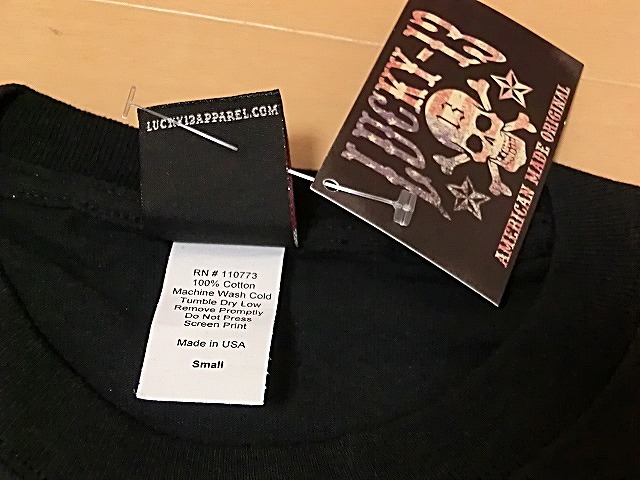 LUCKY13APPAREL.COM
LUCKY-13
13
AMERICAN MADE ORIGINAL
RN # 110773
100% Cotton
Machine Wash Cold
Tumble Dry Low
Remove Promptly
Do Not Press
Screen Print
Made in USA
Small